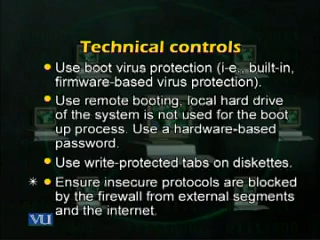 Technical controls
Use boot virus protection (i-e., built-in,
firmware-based virus protection).
Use remote booting, local hard drive
of the system is not used for the boot
up process. Use a hardware-based
password.
Use write-protected tabs on diskettes.
Ensure insecure protocols are blocked
by the firewall from external segments
and the internet.
VU